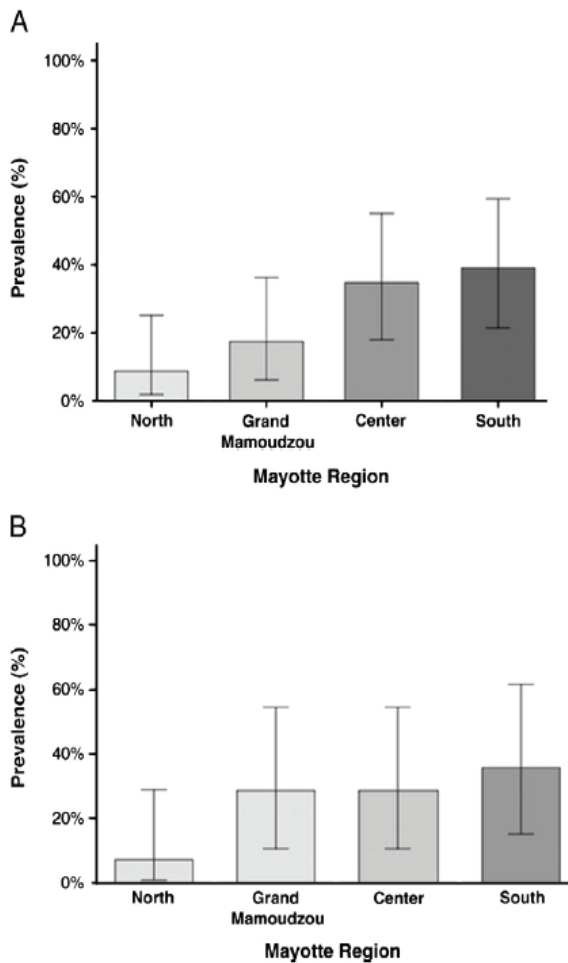 A
100%
80%
60%
40%
20%
0%
Prevalence (%)
North
Grand
Mamoudzou
Center
South
Mayotte Region
B
100%
80%
60%
40%
20%
0%
Prevalence (%)
North
Grand
Mamoudzou
Center
South
Mayotte Region